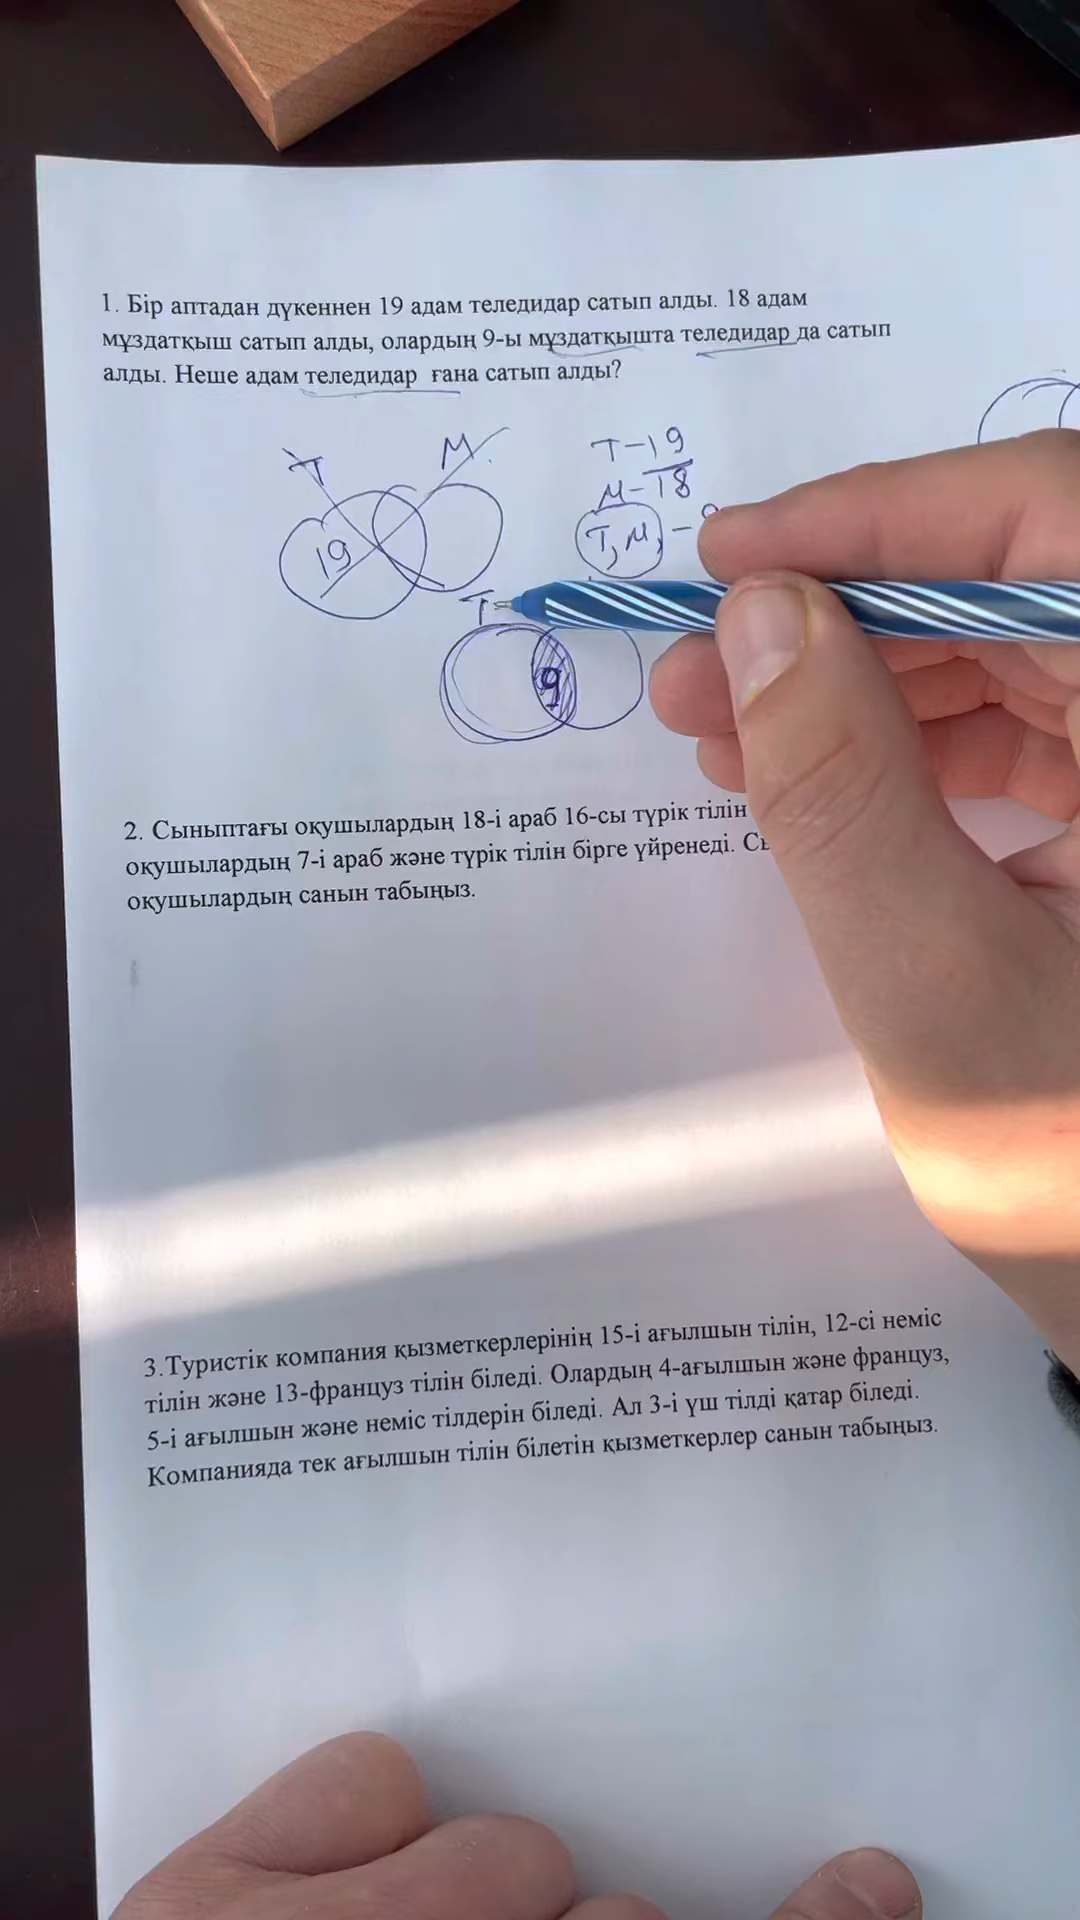 1. Бір аптадан дүкеннен 19 адам теледидар сатып алды. 18 адам
мұздатқыш сатып алды, олардың 9-ы мұздатқышта теледидар да сатып
алды. Неше адам теледидар ғана сатып алды?
Т М
19
Т-19
М-18
Т, М, -
Т
9
2. Сыныптағы оқушылардың 18-і араб 16-сы түрік тілін
оқушылардың 7-і араб және түрік тілін бірге үйренеді.
оқушылардың санын табыңыз.
3.Туристік компания қызметкерлерінің 15-і ағылшын тілін, 12-сі неміс
тілін және 13-француз тілін біледі. Олардың 4-ағылшын және француз,
5-і ағылшын және неміс тілдерін біледі. Ал 3-і үш тілді қатар біледі.
Компанияда тек ағылшын тілін білетін қызметкерлер санын табыңыз.